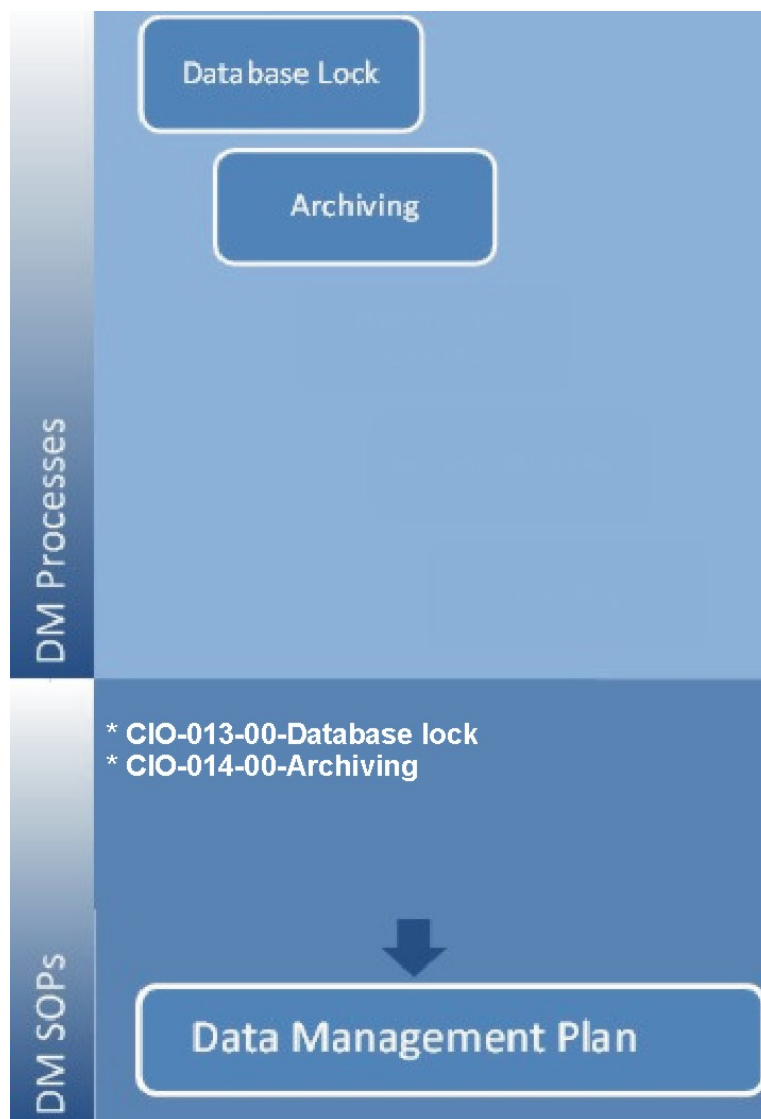 Database Lock
Archiving
DM Processes
* CIO-013-00-Database lock
* CIO-014-00-Archiving
DM SOPs
Data Management Plan